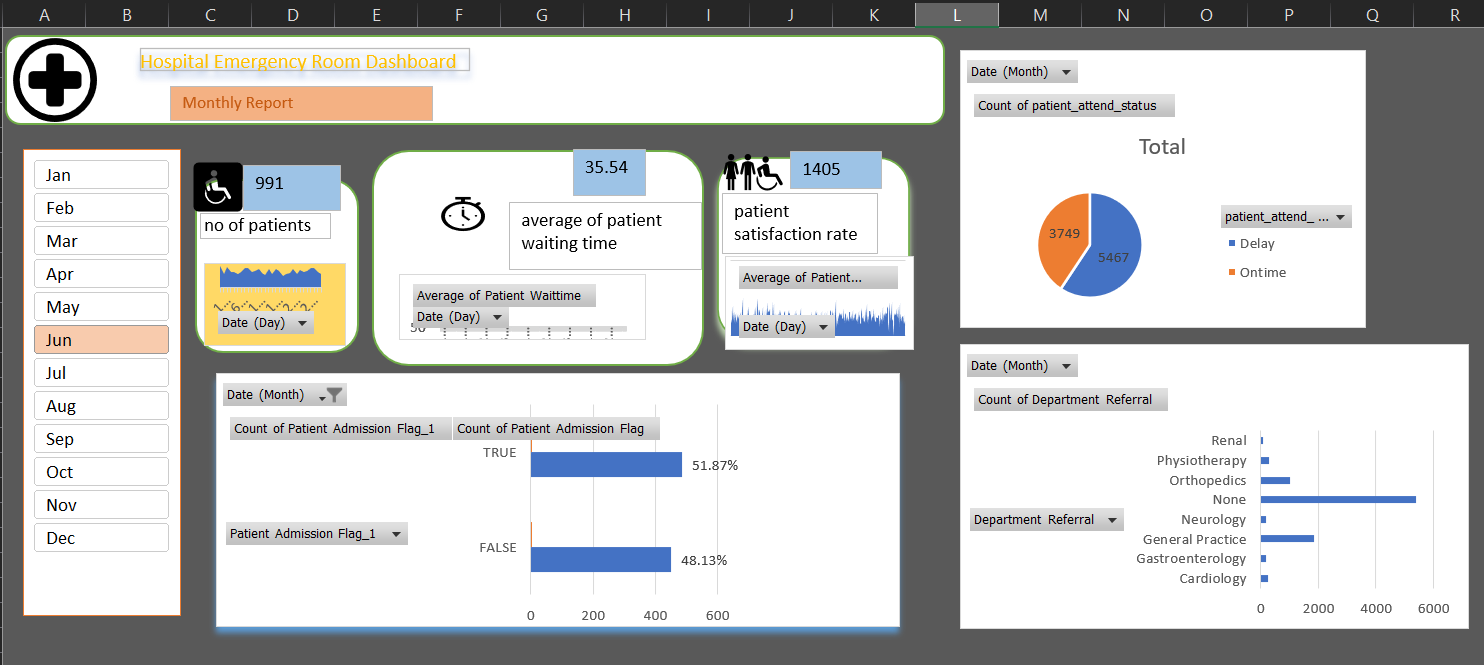 A B C D E F G H I J K L M N O P Q R
Hospital Emergency Room Dashboard
Monthly Report
Jan
Feb
Mar
Apr
May
Jun
Jul
Aug
Sep
Oct
Nov
Dec
991
no of patients
Date (Day)
35.54
average of patient
waiting time
Average of Patient Waittime
Date (Day)
1405
patient
satisfaction rate
Average of Patient...
Date (Day)
Date (Month)
Count of Patient Admission Flag_1 Count of Patient Admission Flag
TRUE
51.87%
Patient Admission Flag_1
FALSE
48.13%
0 200 400 600
Date (Month)
Count of patient_attend_status
Total
3749
5467
patient_attend_ ...
Delay
Ontime
Date (Month)
Count of Department Referral
Department Referral
Renal
Physiotherapy
Orthopedics
None
Neurology
General Practice
Gastroenterology
Cardiology
0 2000 4000 6000